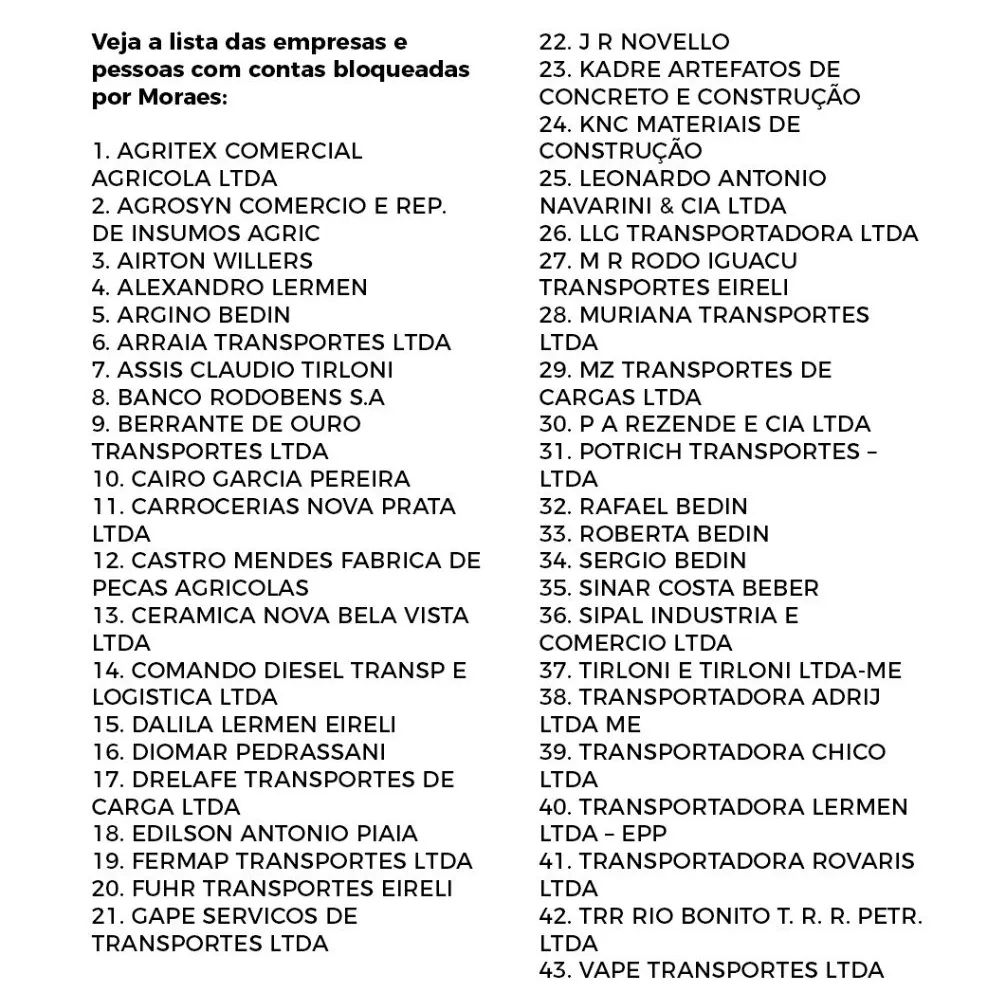 Veja a lista das empresas e
pessoas com contas bloqueadas
por Moraes:
1. AGRITEX COMERCIAL
AGRICOLA LTDA
2. AGROSYN COMERCIO E REP.
DE INSUMOS AGRIC
3. AIRTON WILLERS
4. ALEXANDRO LERMEN
5. ARGINO BEDIN
6. ARRAIA TRANSPORTES LTDA
7. ASSIS CLAUDIO TIRLONI
8. BANCO RODOBENS S.A
9. BERRANTE DE OURO
TRANSPORTES LTDA
10. CAIRO GARCIA PEREIRA
11. CARROCERIAS NOVA PRATA
LTDA
12. CASTRO MENDES FABRICA DE
PECAS AGRICOLAS
13. CERAMICA NOVA BELA VISTA
LTDA
14. COMANDO DIESEL TRANSP E
LOGISTICA LTDA
15. DALILA LERMEN EIRELI
16. DIOMAR PEDRASSANI
17. DRELAFE TRANSPORTES DE
CARGA LTDA
18. EDILSON ANTONIO PIAIA
19. FERMAP TRANSPORTES LTDA
20. FUHR TRANSPORTES EIRELI
21. GAPE SERVICOS DE
TRANSPORTES LTDA
22. J R NOVELLO
23. KADRE ARTEFATOS DE
CONCRETO E CONSTRUÇÃO
24. KNC MATERIAIS DE
CONSTRUÇÃO
25. LEONARDO ANTONIO
NAVARINI & CIA LTDA
26. LLG TRANSPORTADORA LTDA
27. M R RODO IGUACU
TRANSPORTES EIRELI
28. MURIANA TRANSPORTES
LTDA
29. MZ TRANSPORTES DE
CARGAS LTDA
30. P A REZENDE E CIA LTDA
31. POTRICH TRANSPORTES –
LTDA
32. RAFAEL BEDIN
33. ROBERTA BEDIN
34. SERGIO BEDIN
35. SINAR COSTA BEBER
36. SIPAL INDUSTRIA E
COMERCIO LTDA
37. TIRLONI E TIRLONI LTDA-ME
38. TRANSPORTADORA ADRIJ
LTDA ME
39. TRANSPORTADORA CHICO
LTDA
40. TRANSPORTADORA LERMEN
LTDA – EPP
41. TRANSPORTADORA ROVARIS
LTDA
42. TRR RIO BONITO T. R. R. PETR.
LTDA
43. VAPE TRANSPORTES LTDA